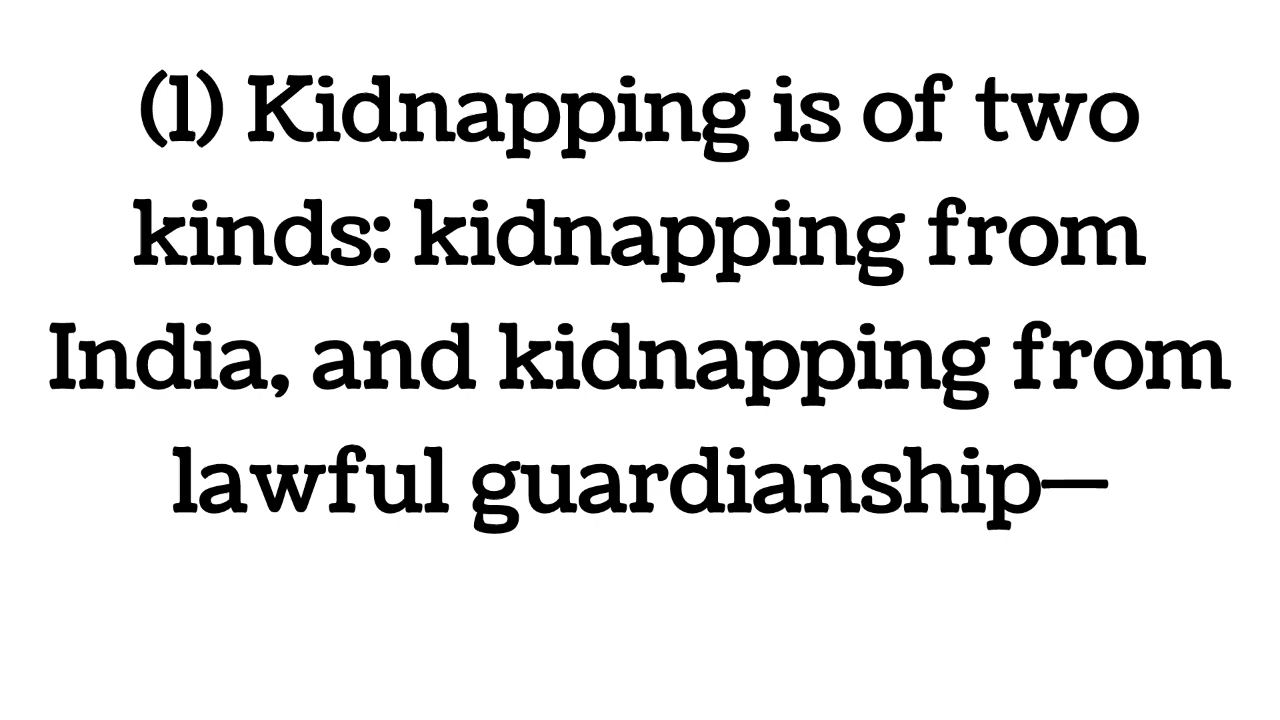 (1) Kidnapping is of two
kinds: kidnapping from
India, and kidnapping from
lawful guardianship—